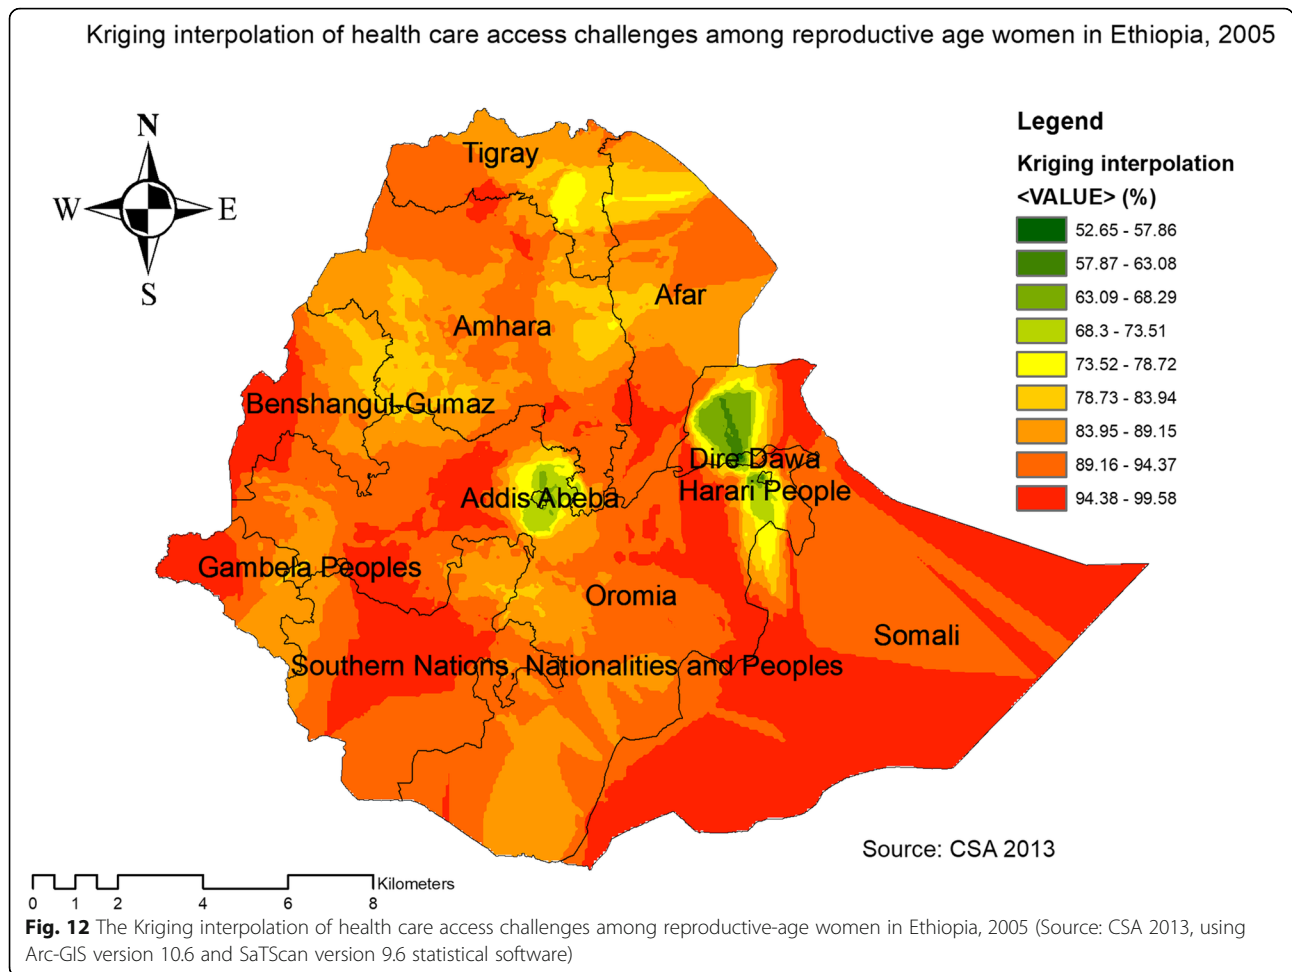 Kriging interpolation of health care access challenges among reproductive age women in Ethiopia, 2005
N
W
E
S
Legend
Kriging interpolation
<VALUE> (%)
52.65 - 57.86
57.87 - 63.08
63.09 - 68.29
68.3 - 73.51
73.52 - 78.72
78.73 - 83.94
83.95 - 89.15
89.16 - 94.37
94.38 - 99.58
Tigray
Afar
Amhara
Benshangul-Gumaz
Dire Dawa
Addis Abeba
Harari People
Gambela Peoples
Oromia
Somali
Southern Nations, Nationalities and Peoples
Source: CSA 2013
Kilometers
0 1 2 4 6 8
Fig. 12 The Kriging interpolation of health care access challenges among reproductive-age women in Ethiopia, 2005 (Source: CSA 2013, using
Arc-GIS version 10.6 and SaTScan version 9.6 statistical software)